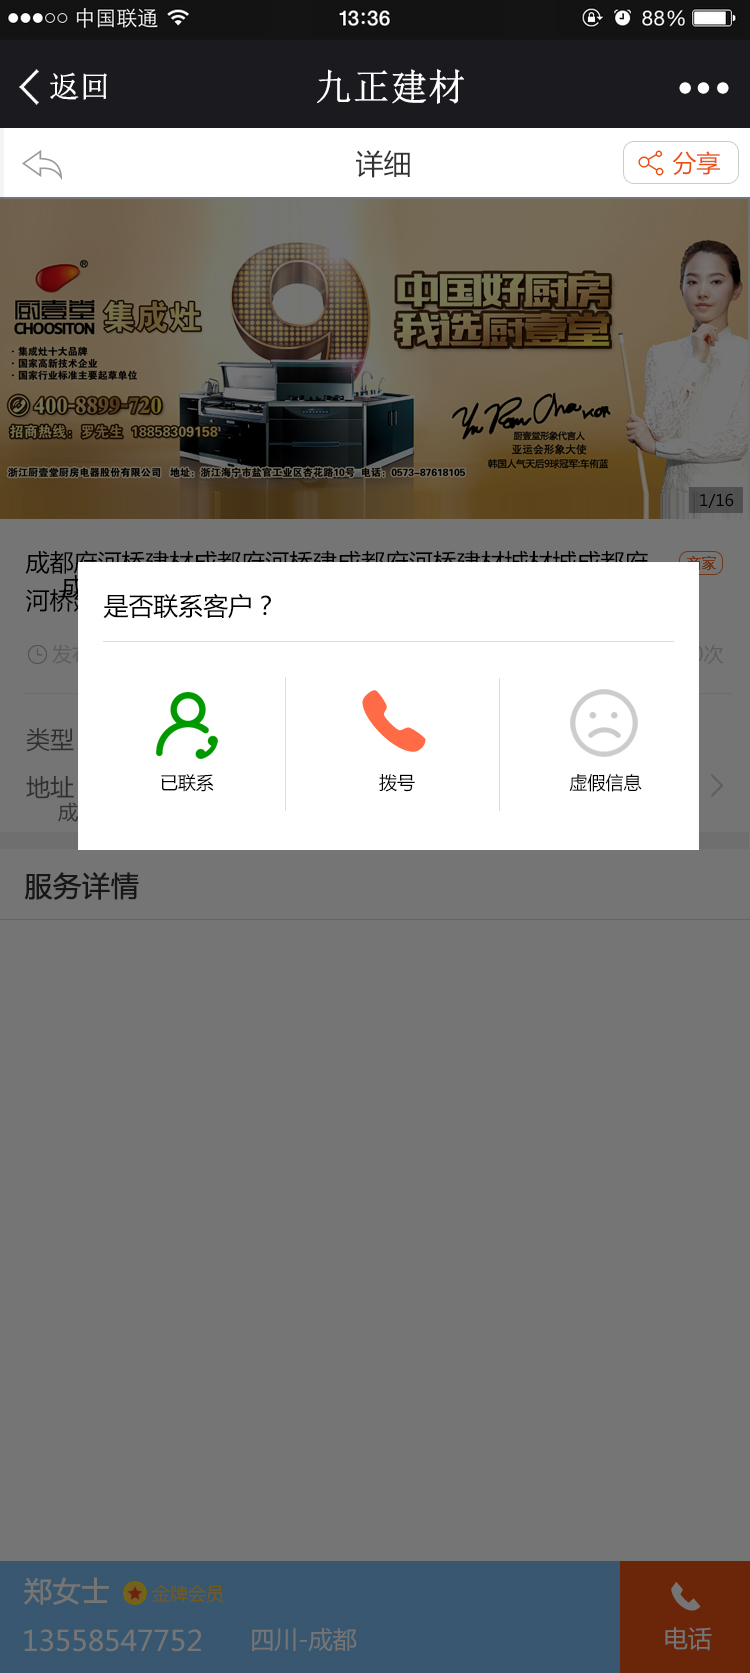 中国联通
13:36
88%
返回
九正建材
详细
分享
厨壹堂®
CHOOSITON
集成灶
· 集成灶十大品牌
· 国家高新技术企业
· 国家行业标准主要起草单位
400-8899-720
招商热线：罗先生 18858309158
中国好厨房
我选厨壹堂
厨壹堂形象代言人
亚运会形象大使
韩国人气天后9球冠军:车侑蓝
浙江厨壹堂厨房电器股份有限公司 地址：浙江海宁市盐官工业区杏花路10号 电话：0573-87618105
1/16
成都府河桥建材成都府河桥建成都府河桥建材城材城成都府
商家
河桥
成
发
次
是否联系客户？
已联系
拨号
虚假信息
类型
地址
成
服务详情
郑女士
金牌会员
13558547752
四川-成都
电话